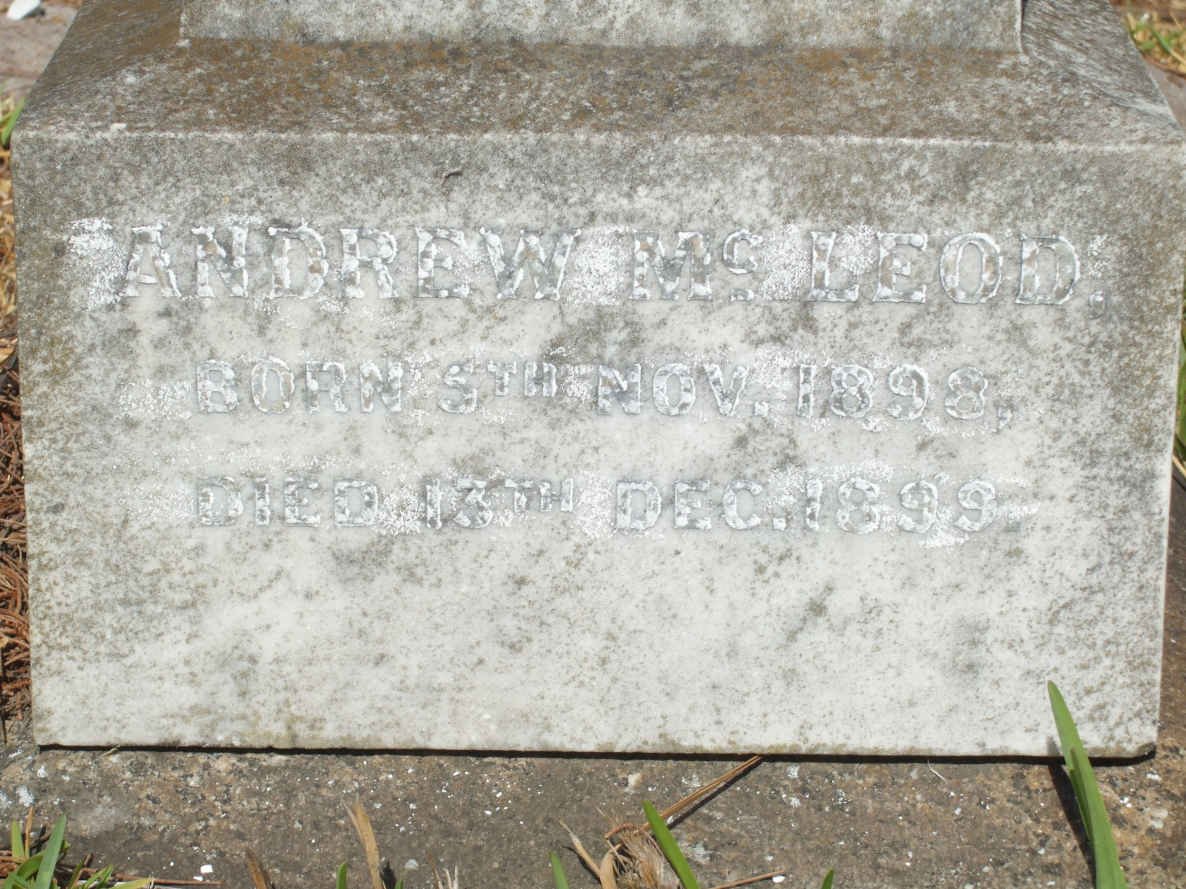 ANDREW Mc LEOD.
BORN 5TH NOV. 1898,
DIED 13TH DEC. 1899.